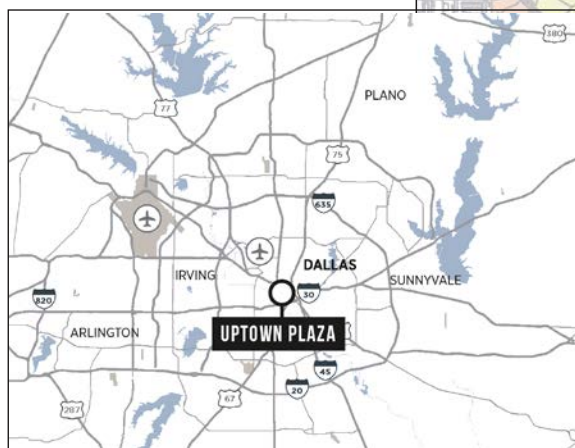 380
PLANO
77
75
635
DALLAS
IRVING
SUNNYVALE
30
820
UPTOWN PLAZA
ARLINGTON
45
20
67
287